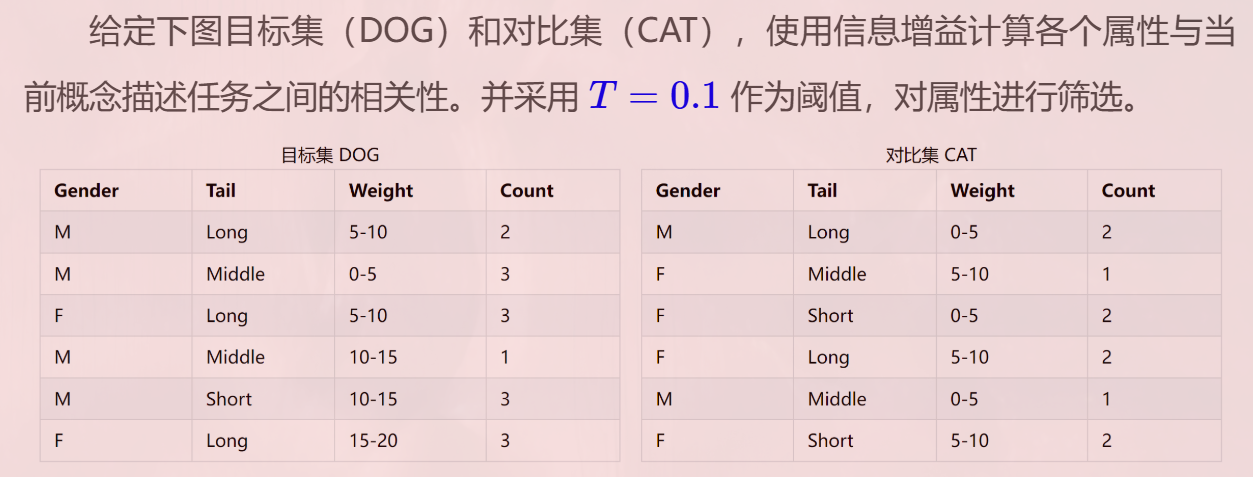 给定下图目标集（DOG）和对比集（CAT），使用信息增益计算各个属性与当
前概念描述任务之间的相关性。并采用 T = 0.1 作为阈值，对属性进行筛选。
目标集 DOG
Gender Tail Weight Count
M Long 5-10 2
M Middle 0-5 3
F Long 5-10 3
M Middle 10-15 1
M Short 10-15 3
F Long 15-20 3
对比集 CAT
Gender Tail Weight Count
M Long 0-5 2
F Middle 5-10 1
F Short 0-5 2
F Long 5-10 2
M Middle 0-5 1
F Short 5-10 2